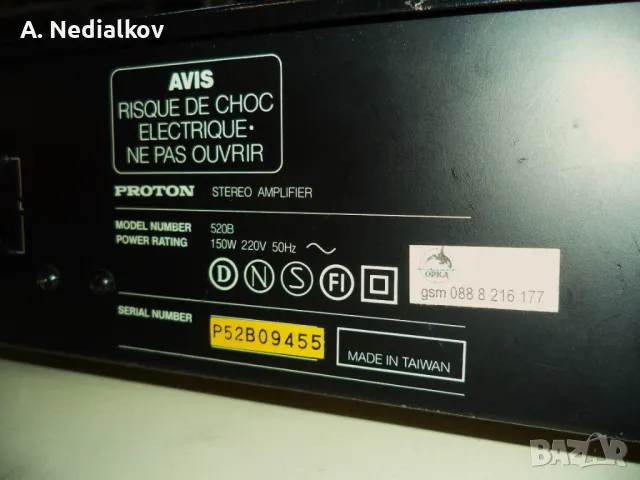 A. Nedialkov
AVIS
RISQUE DE CHOC
ELECTRIQUE·
NE PAS OUVRIR
PROTON STEREO AMPLIFIER
MODEL NUMBER 520B
POWER RATING 150W 220V 50Hz
D N S FI
ОРКА
gsm 088 8 216 177
SERIAL NUMBER P52B09455
MADE IN TAIWAN
BAZAR